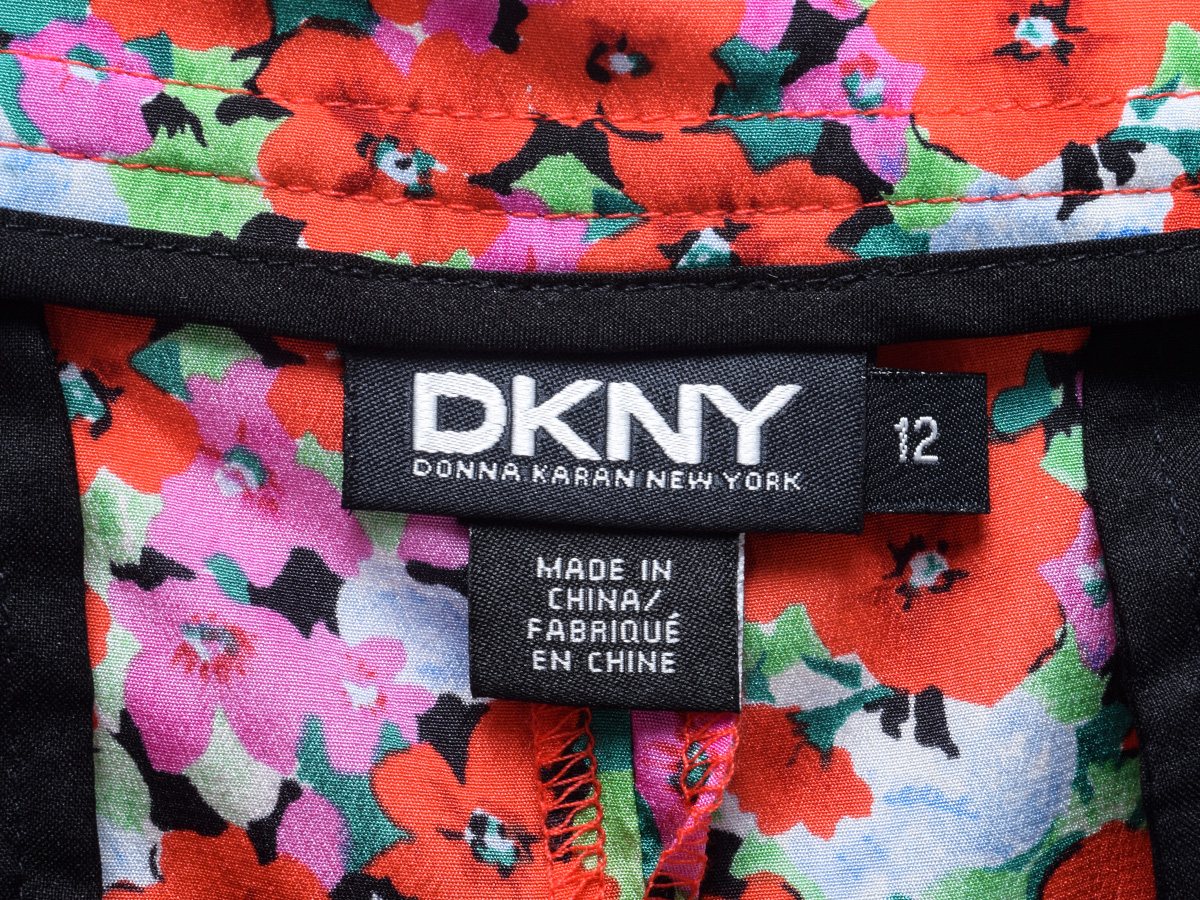 DKNY
DONNA KARAN NEW YORK
12
MADE IN
CHINA/
FABRIQUÉ
EN CHINE